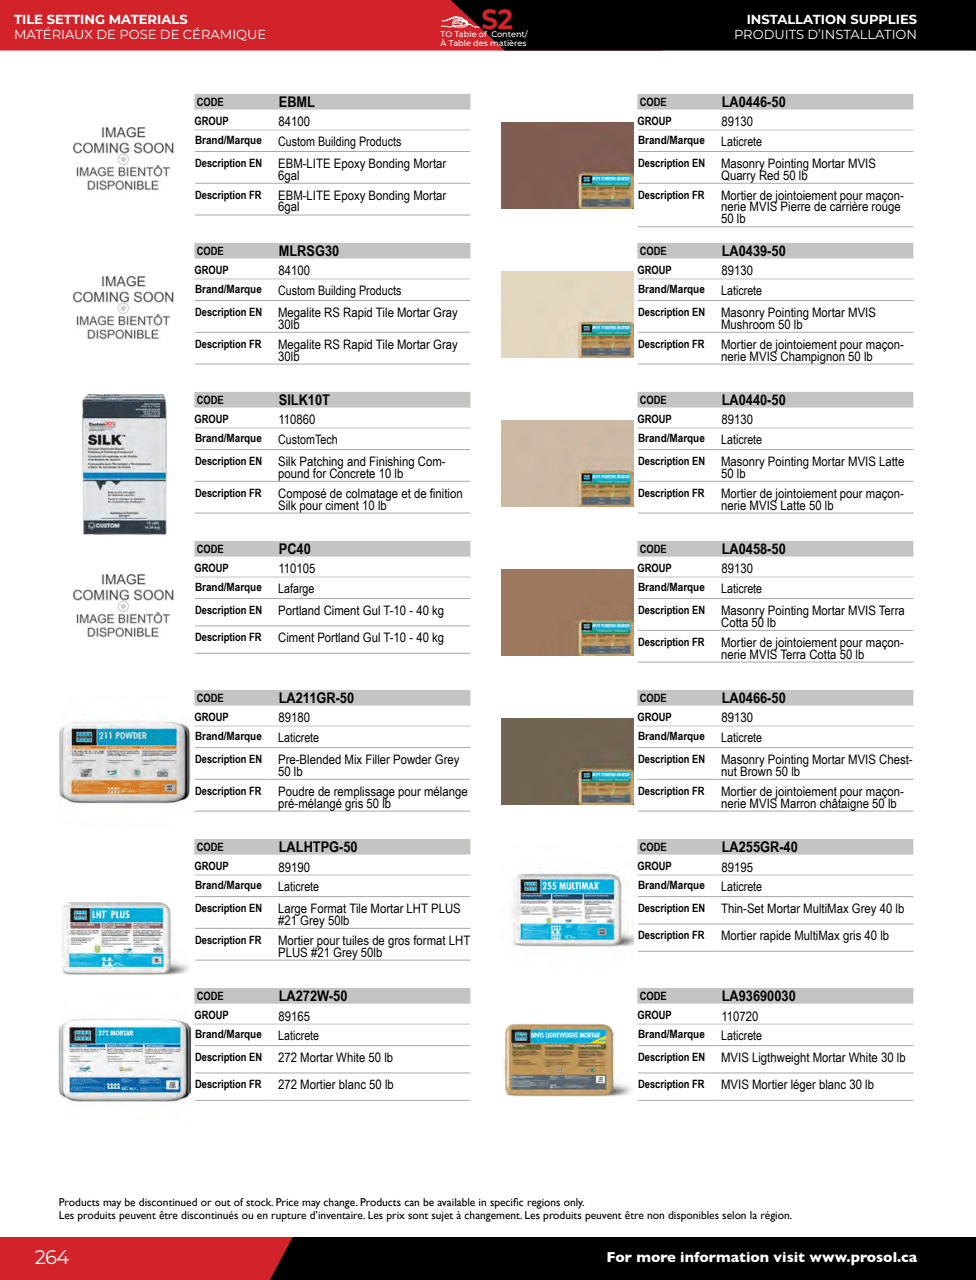 TILE SETTING MATERIALS
MATÉRIAUX DE POSE DE CÉRAMIQUE
S2
TO Table of Content/
À Table des matières
INSTALLATION SUPPLIES
PRODUITS D'INSTALLATION
IMAGE
COMING SOON
IMAGE BIENTÔT
DISPONIBLE
CODE EBML
GROUP 84100
Brand/Marque Custom Building Products
Description EN EBM-LITE Epoxy Bonding Mortar
6gal
Description FR EBM-LITE Epoxy Bonding Mortar
6gal
IMAGE
COMING SOON
IMAGE BIENTÔT
DISPONIBLE
CODE MLRSG30
GROUP 84100
Brand/Marque Custom Building Products
Description EN Megalite RS Rapid Tile Mortar Gray
30lb
Description FR Megalite RS Rapid Tile Mortar Gray
30lb
SILK
CUSTOM
CODE SILK10T
GROUP 110860
Brand/Marque CustomTech
Description EN Silk Patching and Finishing Com-
pound for Concrete 10 lb
Description FR Composé de colmatage et de finition
Silk pour ciment 10 lb
IMAGE
COMING SOON
IMAGE BIENTÔT
DISPONIBLE
CODE PC40
GROUP 110105
Brand/Marque Lafarge
Description EN Portland Ciment Gul T-10 - 40 kg
Description FR Ciment Portland Gul T-10 - 40 kg
211 POWDER
CODE LA211GR-50
GROUP 89180
Brand/Marque Laticrete
Description EN Pre-Blended Mix Filler Powder Grey
50 lb
Description FR Poudre de remplissage pour mélange
pré-mélangé gris 50 lb
LHT PLUS
CODE LALHTPG-50
GROUP 89190
Brand/Marque Laticrete
Description EN Large Format Tile Mortar LHT PLUS
#21 Grey 50lb
Description FR Mortier pour tuiles de gros format LHT
PLUS #21 Grey 50lb
272 MORTAR
CODE LA272W-50
GROUP 89165
Brand/Marque Laticrete
Description EN 272 Mortar White 50 lb
Description FR 272 Mortier blanc 50 lb
CODE LA0446-50
GROUP 89130
Brand/Marque Laticrete
Description EN Masonry Pointing Mortar MVIS
Quarry Red 50 lb
Description FR Mortier de jointoiement pour maçon-
nerie MVIS Pierre de carrière rouge
50 lb
CODE LA0439-50
GROUP 89130
Brand/Marque Laticrete
Description EN Masonry Pointing Mortar MVIS
Mushroom 50 lb
Description FR Mortier de jointoiement pour maçon-
nerie MVIS Champignon 50 lb
CODE LA0440-50
GROUP 89130
Brand/Marque Laticrete
Description EN Masonry Pointing Mortar MVIS Latte
50 lb
Description FR Mortier de jointoiement pour maçon-
nerie MVIS Latte 50 lb
CODE LA0458-50
GROUP 89130
Brand/Marque Laticrete
Description EN Masonry Pointing Mortar MVIS Terra
Cotta 50 lb
Description FR Mortier de jointoiement pour maçon-
nerie MVIS Terra Cotta 50 lb
CODE LA0466-50
GROUP 89130
Brand/Marque Laticrete
Description EN Masonry Pointing Mortar MVIS Chest-
nut Brown 50 lb
Description FR Mortier de jointoiement pour maçon-
nerie MVIS Marron châtaigne 50 lb
255 MULTIMAX
CODE LA255GR-40
GROUP 89195
Brand/Marque Laticrete
Description EN Thin-Set Mortar MultiMax Grey 40 lb
Description FR Mortier rapide MultiMax gris 40 lb
MVIS LIGHTWEIGHT MORTAR
CODE LA93690030
GROUP 110720
Brand/Marque Laticrete
Description EN MVIS Ligthweight Mortar White 30 lb
Description FR MVIS Mortier léger blanc 30 lb
Products may be discontinued or out of stock. Price may change. Products can be available in specific regions only.
Les produits peuvent être discontinués ou en rupture d'inventaire. Les prix sont sujet à changement. Les produits peuvent être non disponibles selon la région.
264
For more information visit www.prosol.ca